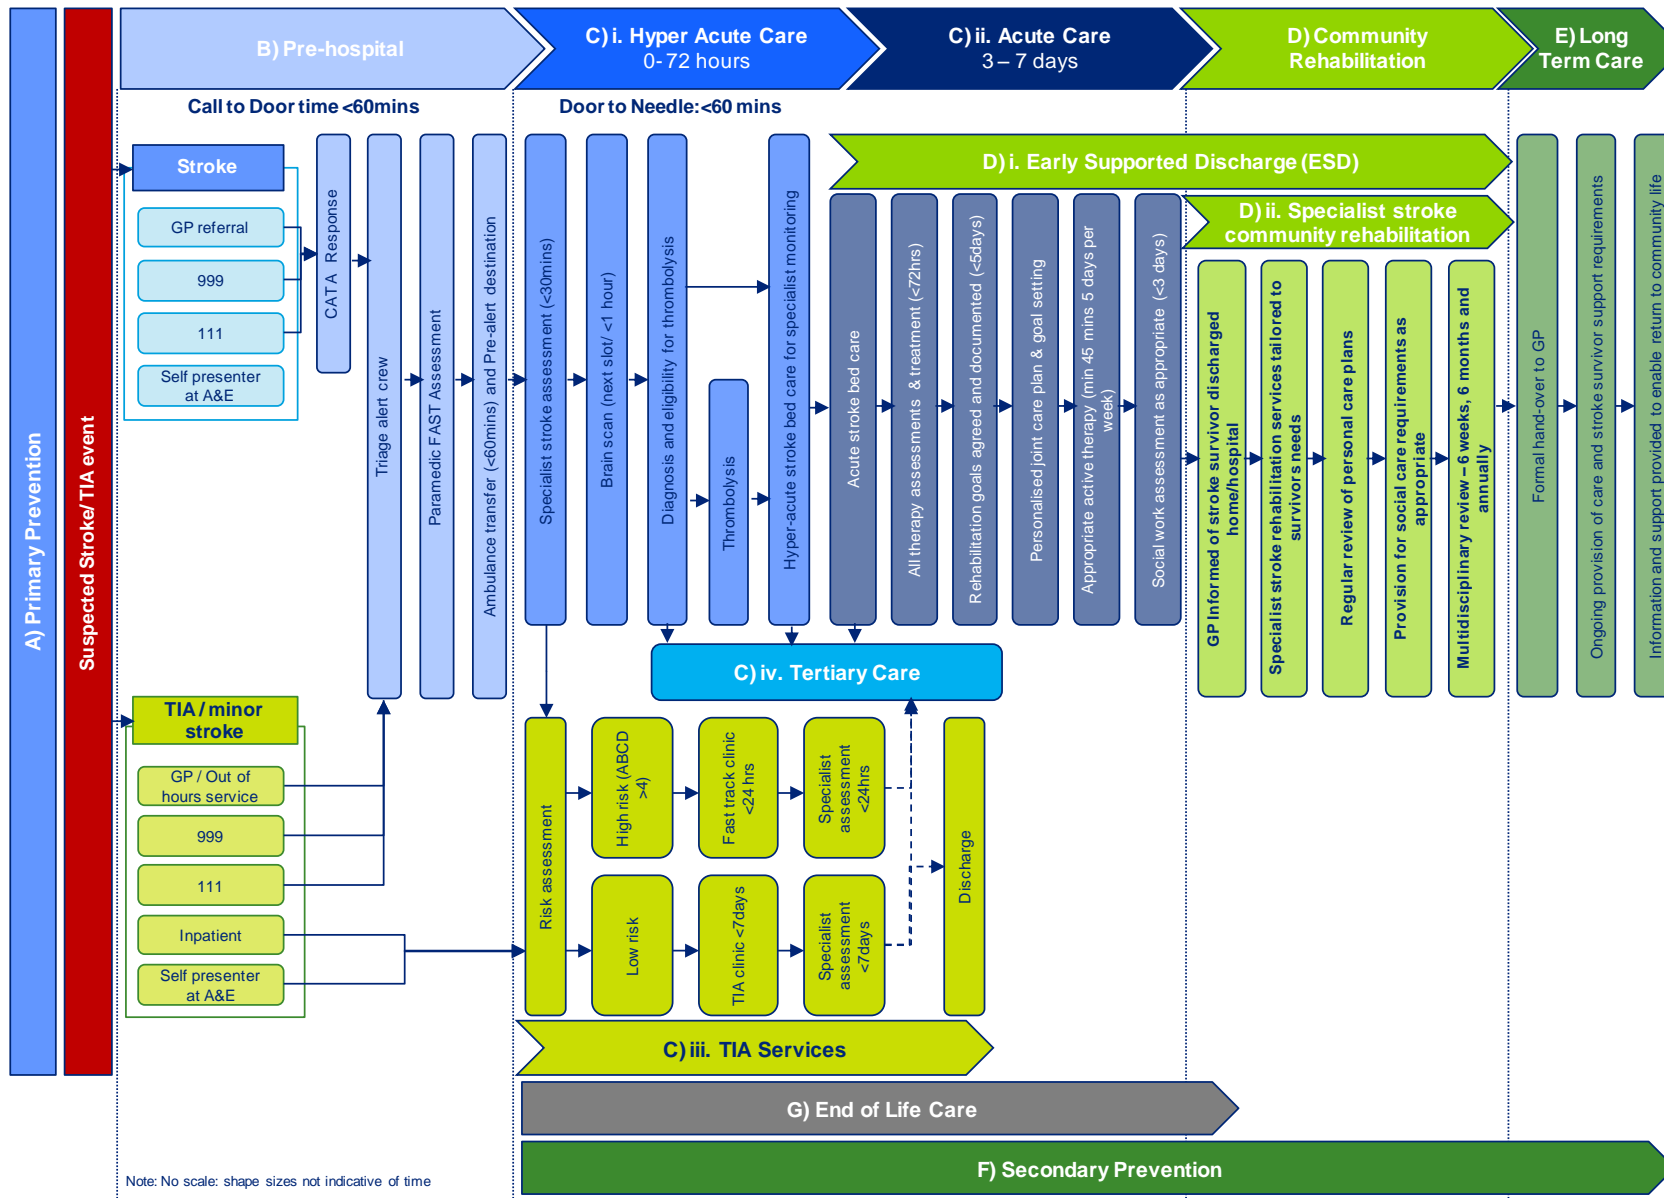 A) Primary Prevention
Suspected Stroke/ TIA event
B) Pre-hospital
C) i. Hyper Acute Care
0-72 hours
C) ii. Acute Care
3 – 7 days
D) Community
Rehabilitation
E) Long
Term Care
Call to Door time <60mins
Door to Needle: <60 mins
Stroke
GP referral
999
111
Self presenter
at A&E
CAT A Response
Triage alert crew
Paramedic FAST Assessment
Ambulance transfer (<60mins) and Pre-alert destination
Specialist stroke assessment (<30mins)
Brain scan (next slot/ <1 hour)
Diagnosis and eligibility for thrombolysis
Thrombolysis
Hyper-acute stroke bed care for specialist monitoring
D) i. Early Supported Discharge (ESD)
Acute stroke bed care
All therapy assessments & treatment (<72hrs)
Rehabilitation goals agreed and documented (<5days)
Personalised joint care plan & goal setting
Appropriate active therapy (min 45 mins 5 days per
week)
Social work assessment as appropriate (<3 days)
D) ii. Specialist stroke
community rehabilitation
GP Informed of stroke survivor discharged
home/hospital
Specialist stroke rehabilitation services tailored to
survivors needs
Regular review of personal care plans
Provision for social care requirements as
appropriate
Multidisciplinary review – 6 weeks, 6 months and
annually
Formal hand-over to GP
Ongoing provision of care and stroke survivor support requirements
Information and support provided to enable return to community life
C) iv. Tertiary Care
TIA / minor
stroke
GP / Out of
hours service
999
111
Inpatient
Self presenter
at A&E
Risk assessment
High risk (ABCD
>4)
Fast track clinic
<24 hrs
Specialist
assessment
<24hrs
Low risk
TIA clinic <7days
Specialist
assessment
<7days
Discharge
C) iii. TIA Services
G) End of Life Care
F) Secondary Prevention
Note: No scale: shape sizes not indicative of time